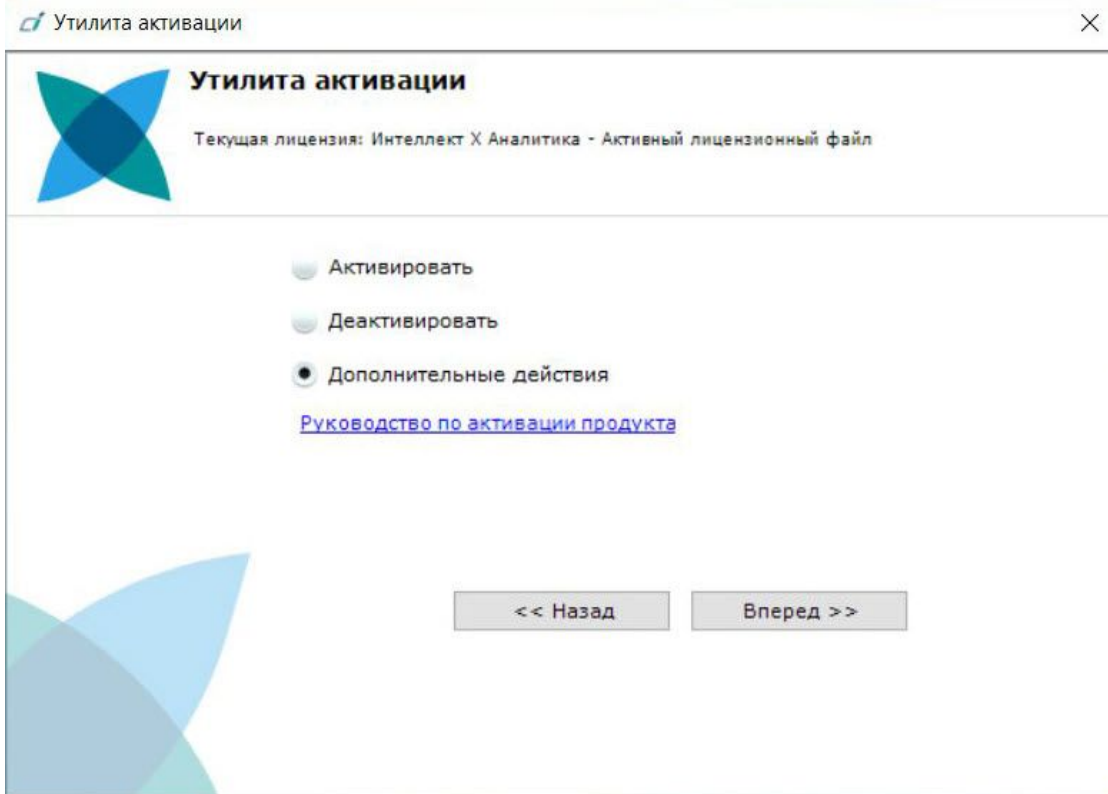 Утилита активации
Утилита активации
Текущая лицензия: Интеллект X Аналитика - Активный лицензионный файл
Активировать
Деактивировать
Дополнительные действия
Руководство по активации продукта
<< Назад
Вперед >>